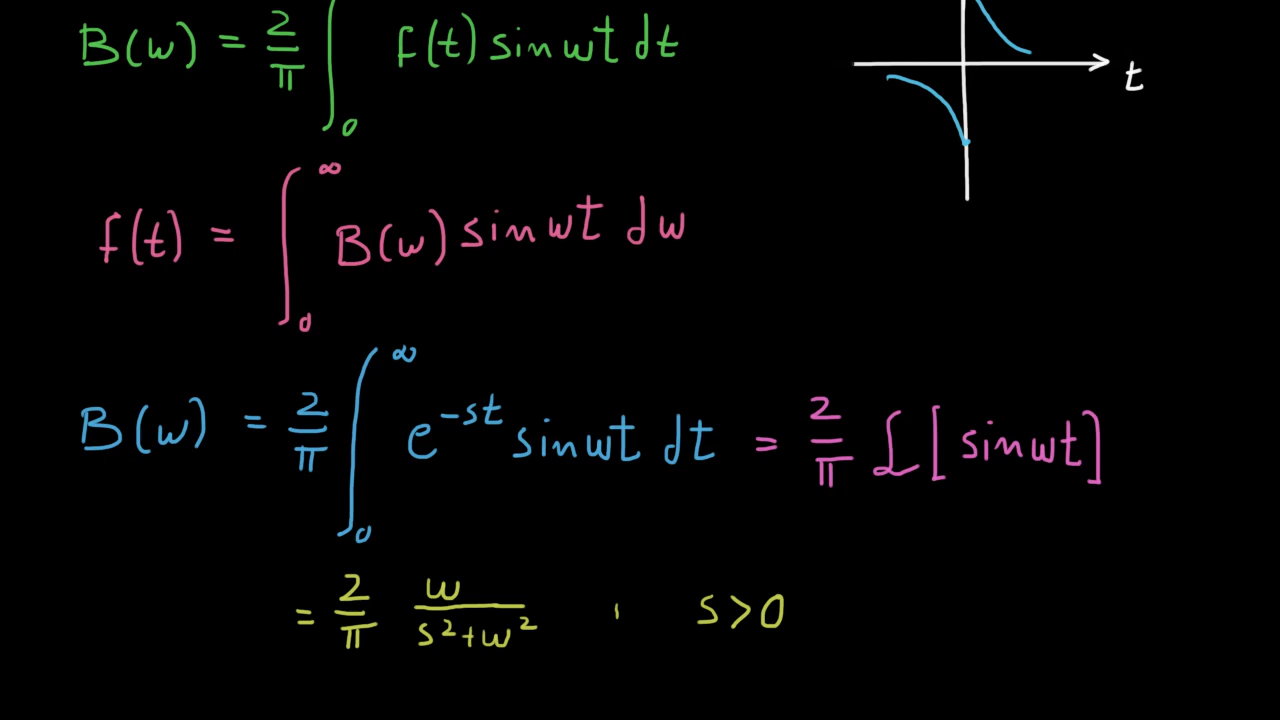 B(w) = 2/π ∫₀ f(t) sin wt dt
t
f(t) = ∫₀^∞ B(w) sin wt dw
B(w) = 2/π ∫₀^∞ e^{-st} sin wt dt = 2/π ℒ[sin wt]
= 2/π w/(s²+w²) , s>0